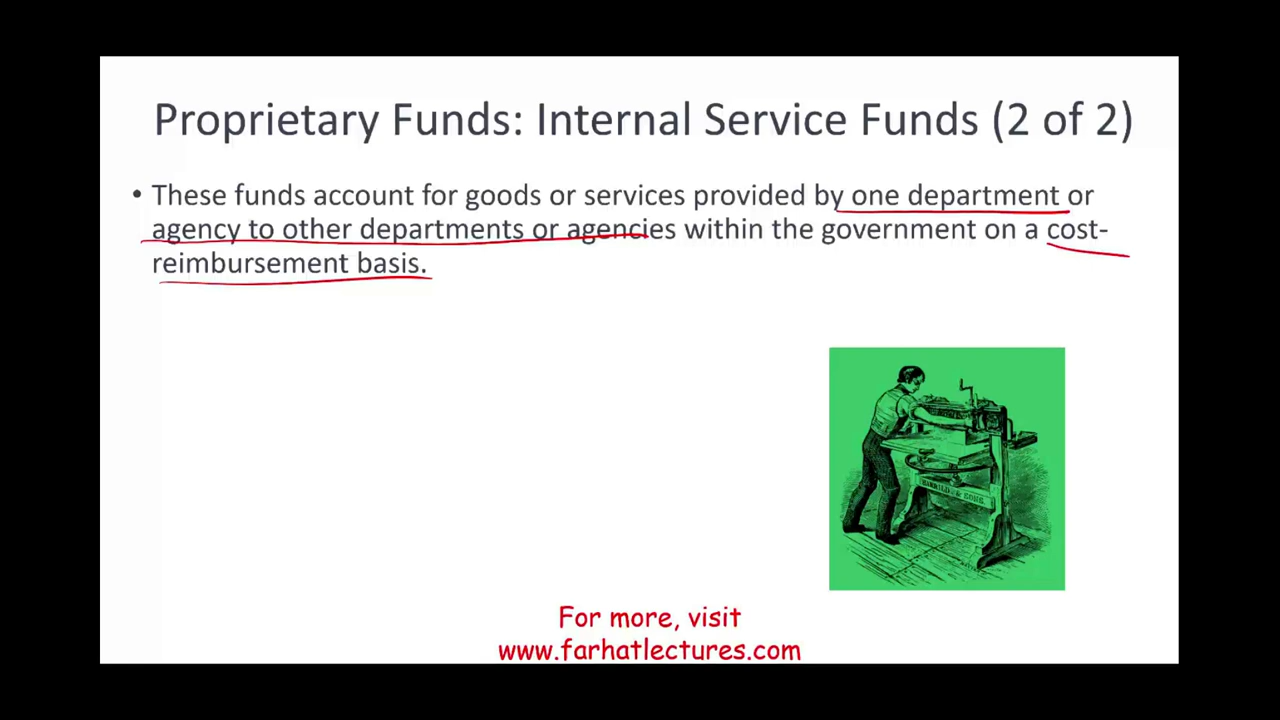 Proprietary Funds: Internal Service Funds (2 of 2)
• These funds account for goods or services provided by one department or
agency to other departments or agencies within the government on a cost-
reimbursement basis.
For more, visit
www.farhatlectures.com